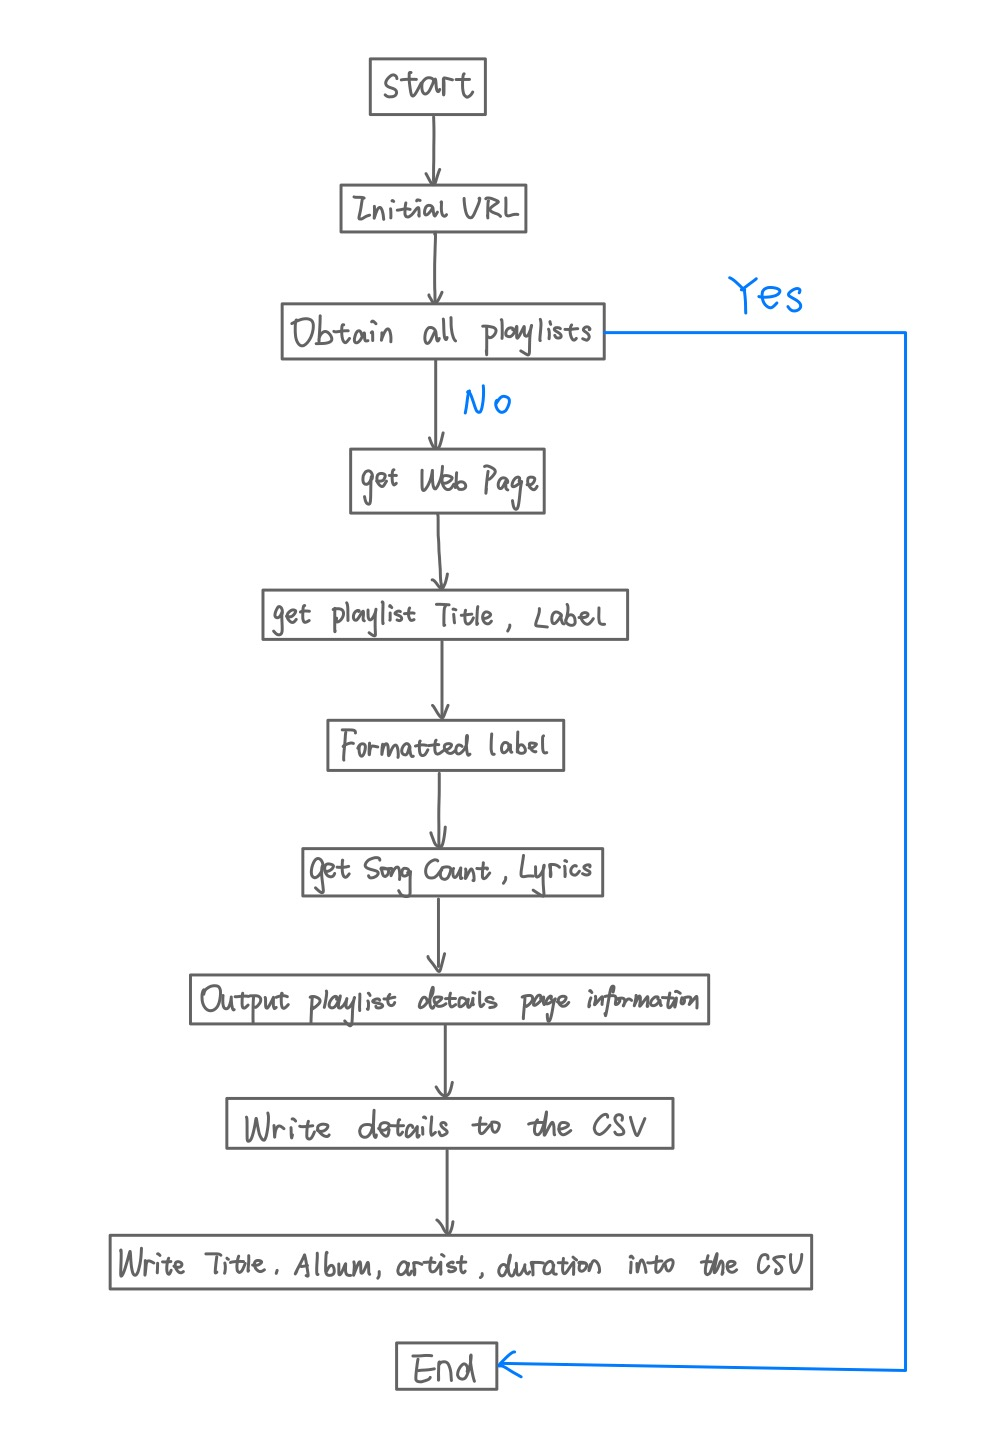 start
Initial URL
Yes
Obtain all playlists
No
get Web Page
get playlist Title, Label
Formatted label
Get Song Count, Lyrics
Output playlist details page information
Write details to the CSV
Write Title. Album, artist, duration into the CSV
End